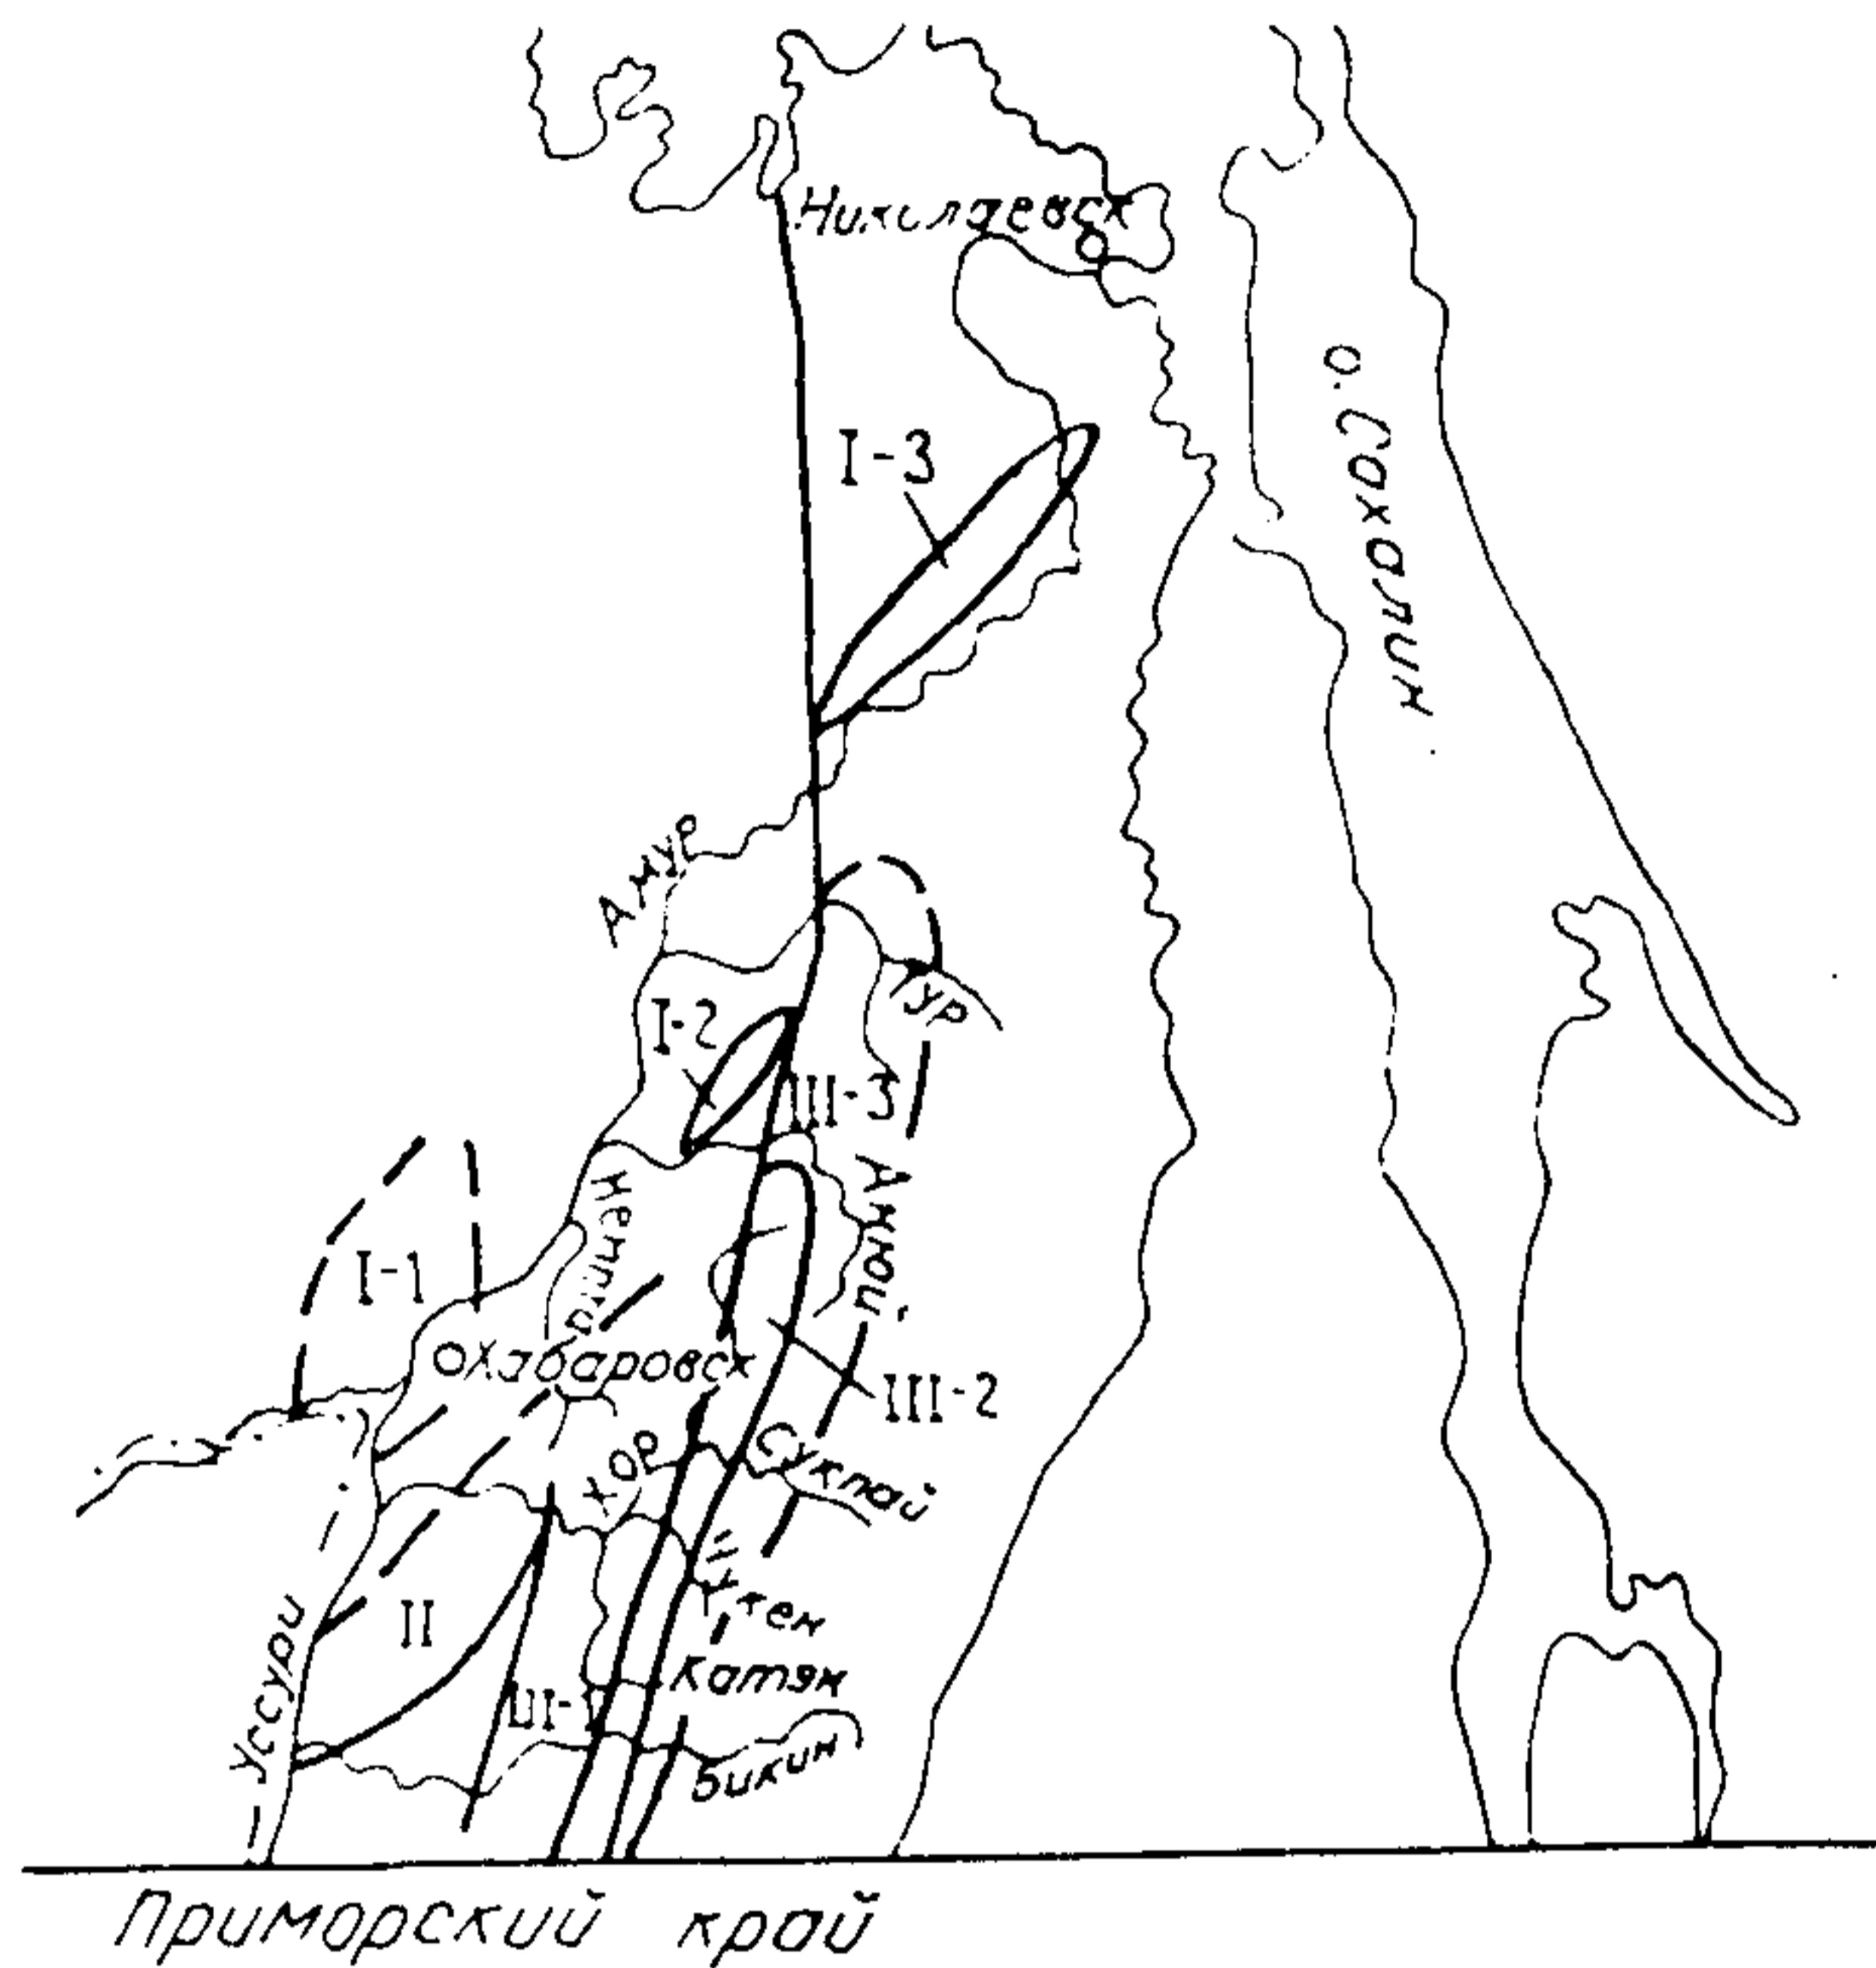 Николаевск
о. Сахалин
I-3
Амур
I-2
Гур
III-3
Немпту
Анюй
I-1
Хабаровск
III-2
Хор
Сукпай
II
Уссури
Катэн
III-1
Бикин
Приморский край